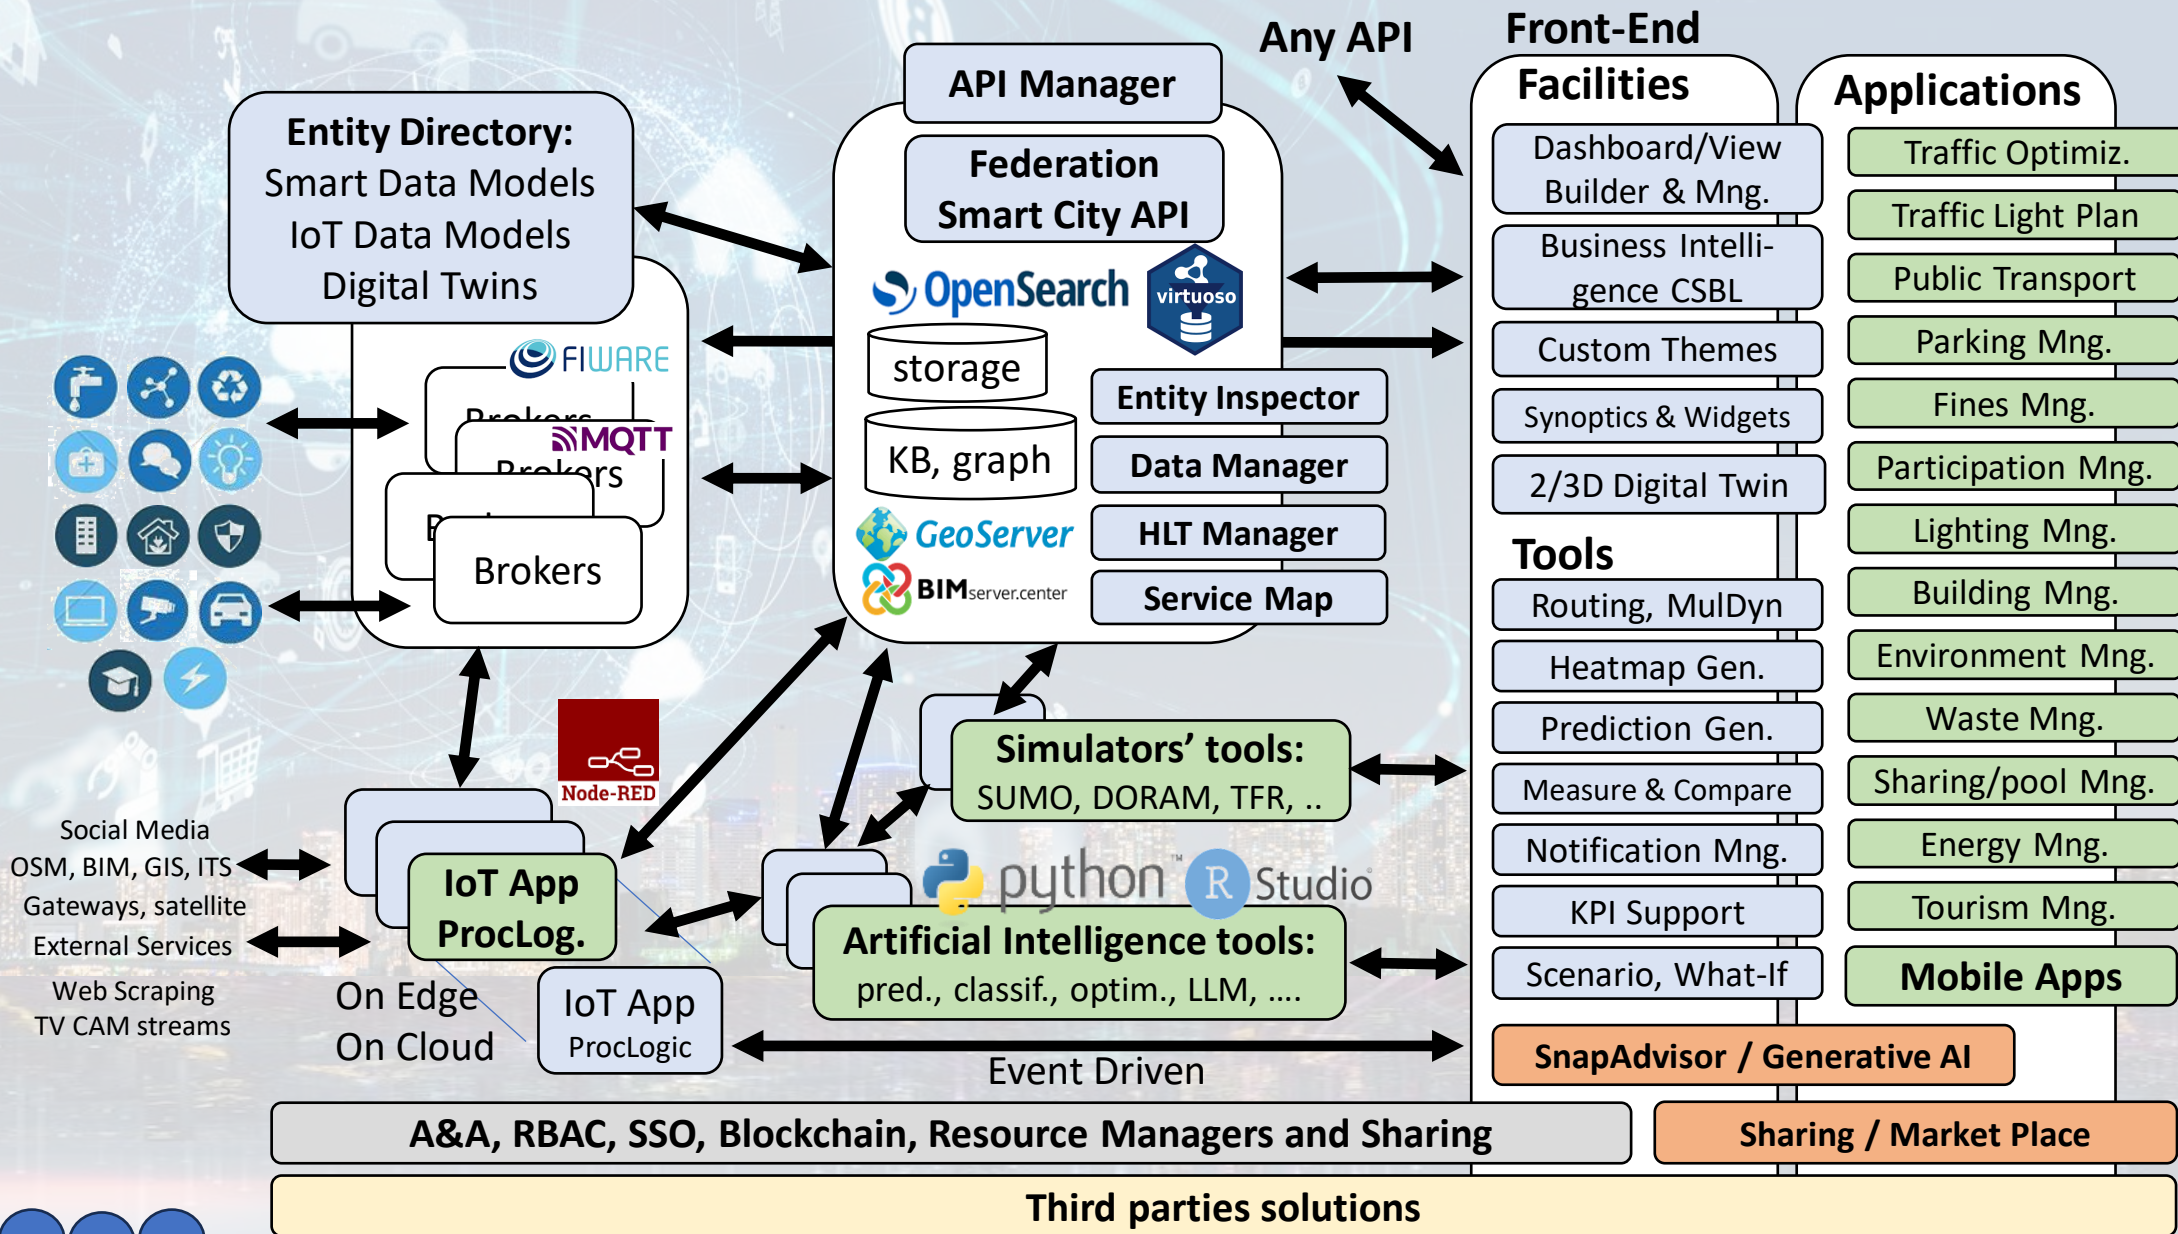 Any API
Front-End
API Manager
Federation
Smart City API
OpenSearch
virtuoso
storage
KB, graph
GeoServer
BIMserver.center
Entity Inspector
Data Manager
HLT Manager
Service Map
Entity Directory:
Smart Data Models
IoT Data Models
Digital Twins
FIWARE
Brokers
MQTT
Brokers
Brokers
Node-RED
Social Media
OSM, BIM, GIS, ITS
Gateways, satellite
External Services
Web Scraping
TV CAM streams
IoT App
ProcLog.
On Edge
On Cloud
IoT App
ProcLogic
Simulators' tools:
SUMO, DORAM, TFR, ..
python™
R Studio
Artificial Intelligence tools:
pred., classif., optim., LLM, ....
Event Driven
Facilities
Dashboard/View
Builder & Mng.
Business Intelli-
gence CSBL
Custom Themes
Synoptics & Widgets
2/3D Digital Twin
Tools
Routing, MulDyn
Heatmap Gen.
Prediction Gen.
Measure & Compare
Notification Mng.
KPI Support
Scenario, What-If
Applications
Traffic Optimiz.
Traffic Light Plan
Public Transport
Parking Mng.
Fines Mng.
Participation Mng.
Lighting Mng.
Building Mng.
Environment Mng.
Waste Mng.
Sharing/pool Mng.
Energy Mng.
Tourism Mng.
Mobile Apps
SnapAdvisor / Generative AI
A&A, RBAC, SSO, Blockchain, Resource Managers and Sharing
Sharing / Market Place
Third parties solutions